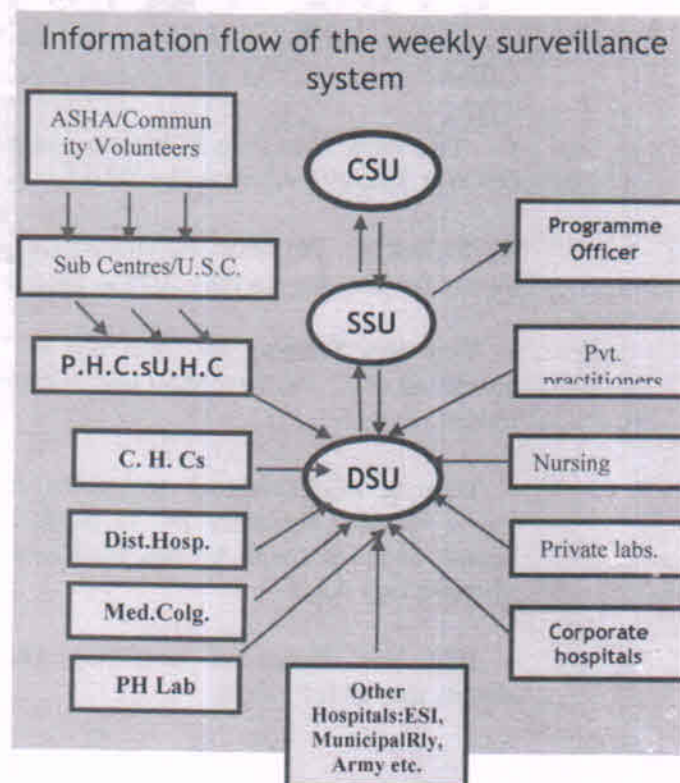 Information flow of the weekly surveillance
system
ASHA/Commun
ity Volunteers
CSU
Programme
Officer
Sub Centres/U.S.C.
SSU
P.H.C.sU.H.C
Pvt.
practitioners
C. H. Cs
DSU
Nursing
Dist.Hosp.
Private labs.
Med.Colg.
Corporate
hospitals
PH Lab
Other
Hospitals:ESI,
MunicipalRly,
Army etc.